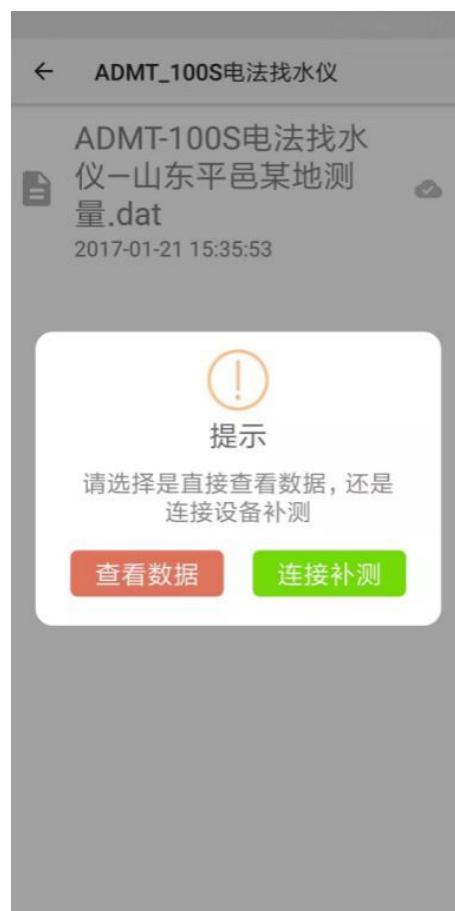 ADMT_100S电法找水仪
ADMT-100S电法找水
仪—山东平邑某地测
量.dat
2017-01-21 15:35:53
提示
请选择是直接查看数据，还是
连接设备补测
查看数据
连接补测